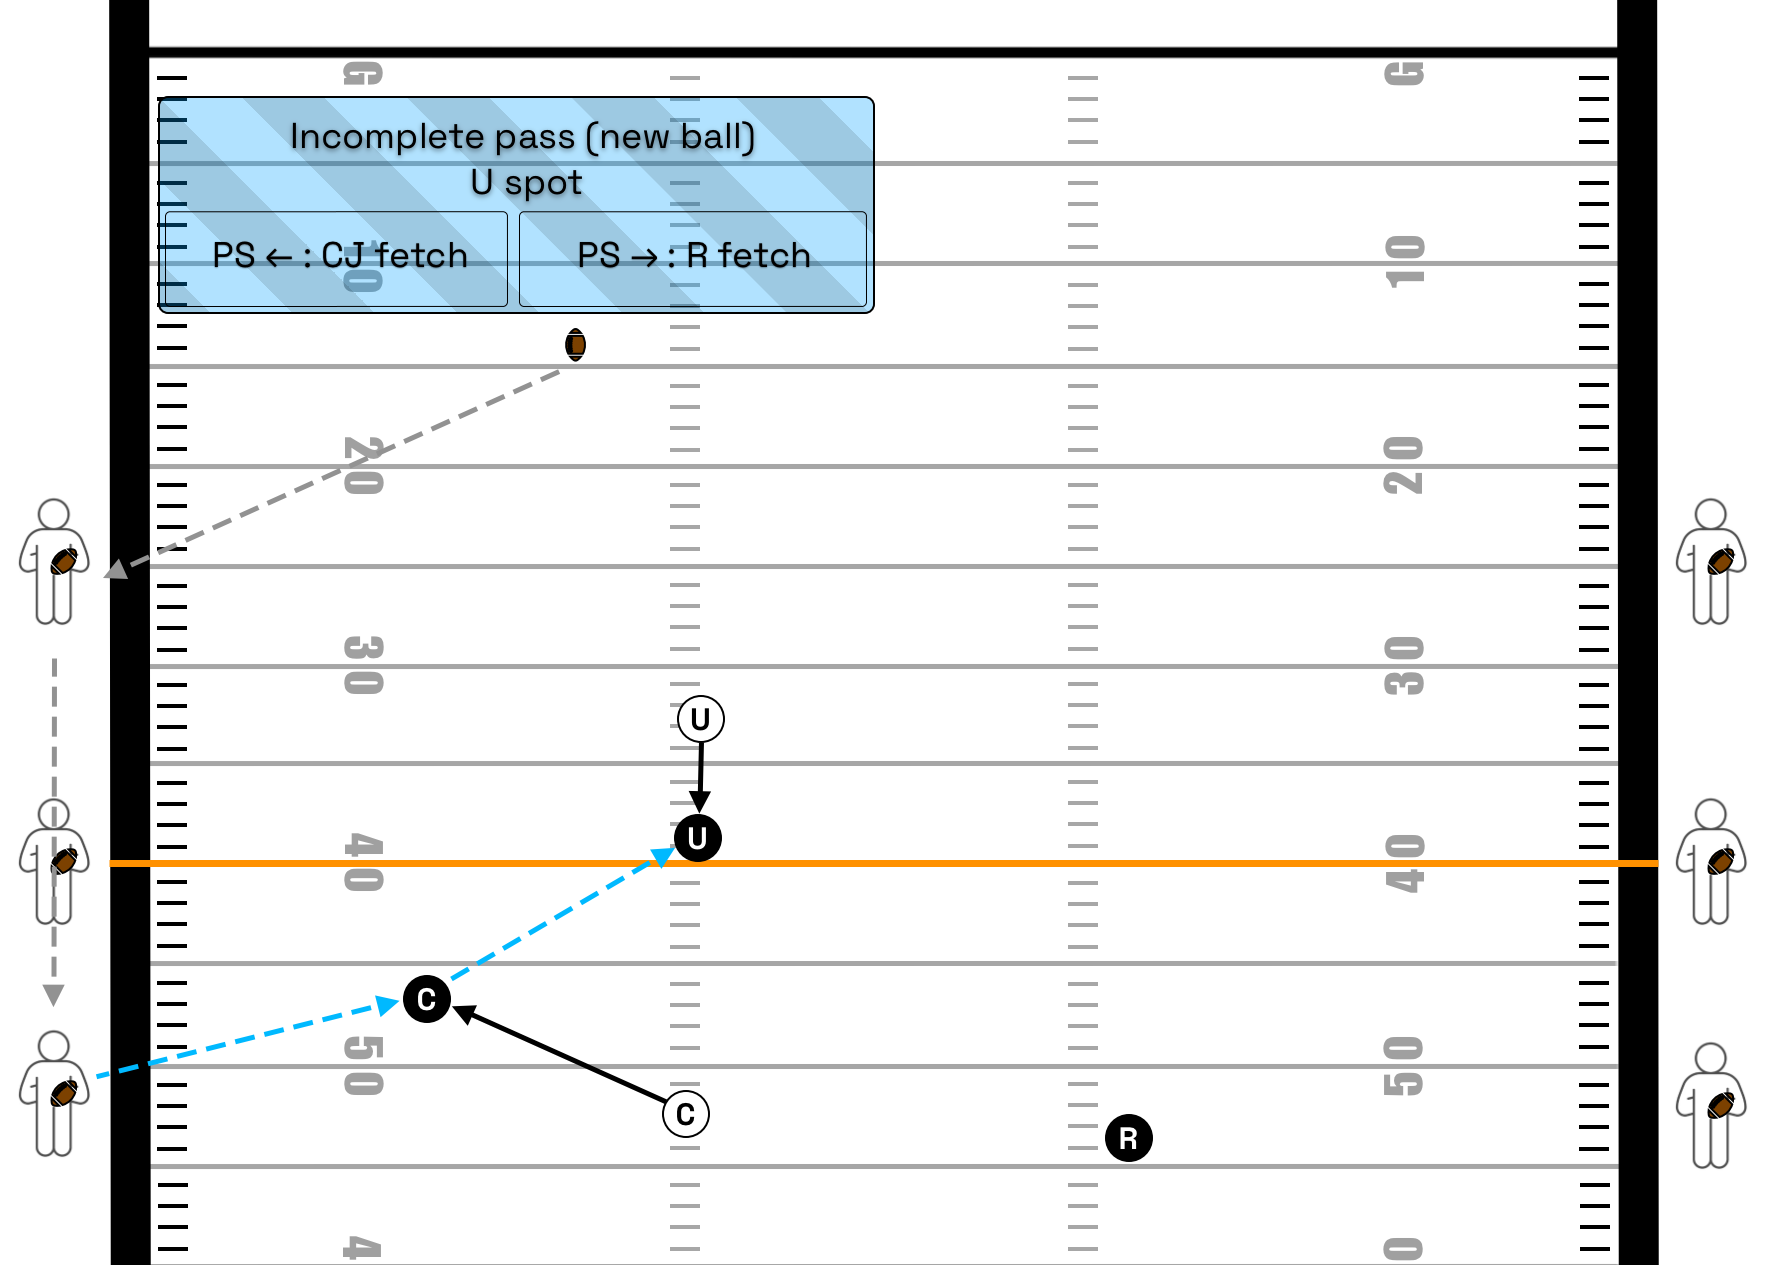 G G
Incomplete pass (new ball)
U spot
PS ← : CJ fetch
PS → : R fetch
10 10
20 20
30 30
U
U
40 40
C
50 50
C
R
4 0